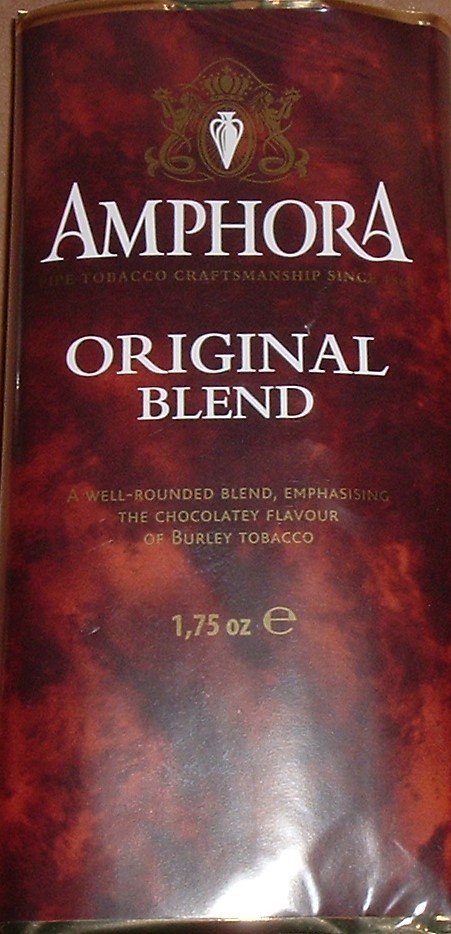 AMPHORA
PIPE TOBACCO CRAFTSMANSHIP SINCE
ORIGINAL
BLEND
A WELL-ROUNDED BLEND, EMPHASISING
THE CHOCOLATEY FLAVOUR
OF BURLEY TOBACCO
1,75 oz ℮